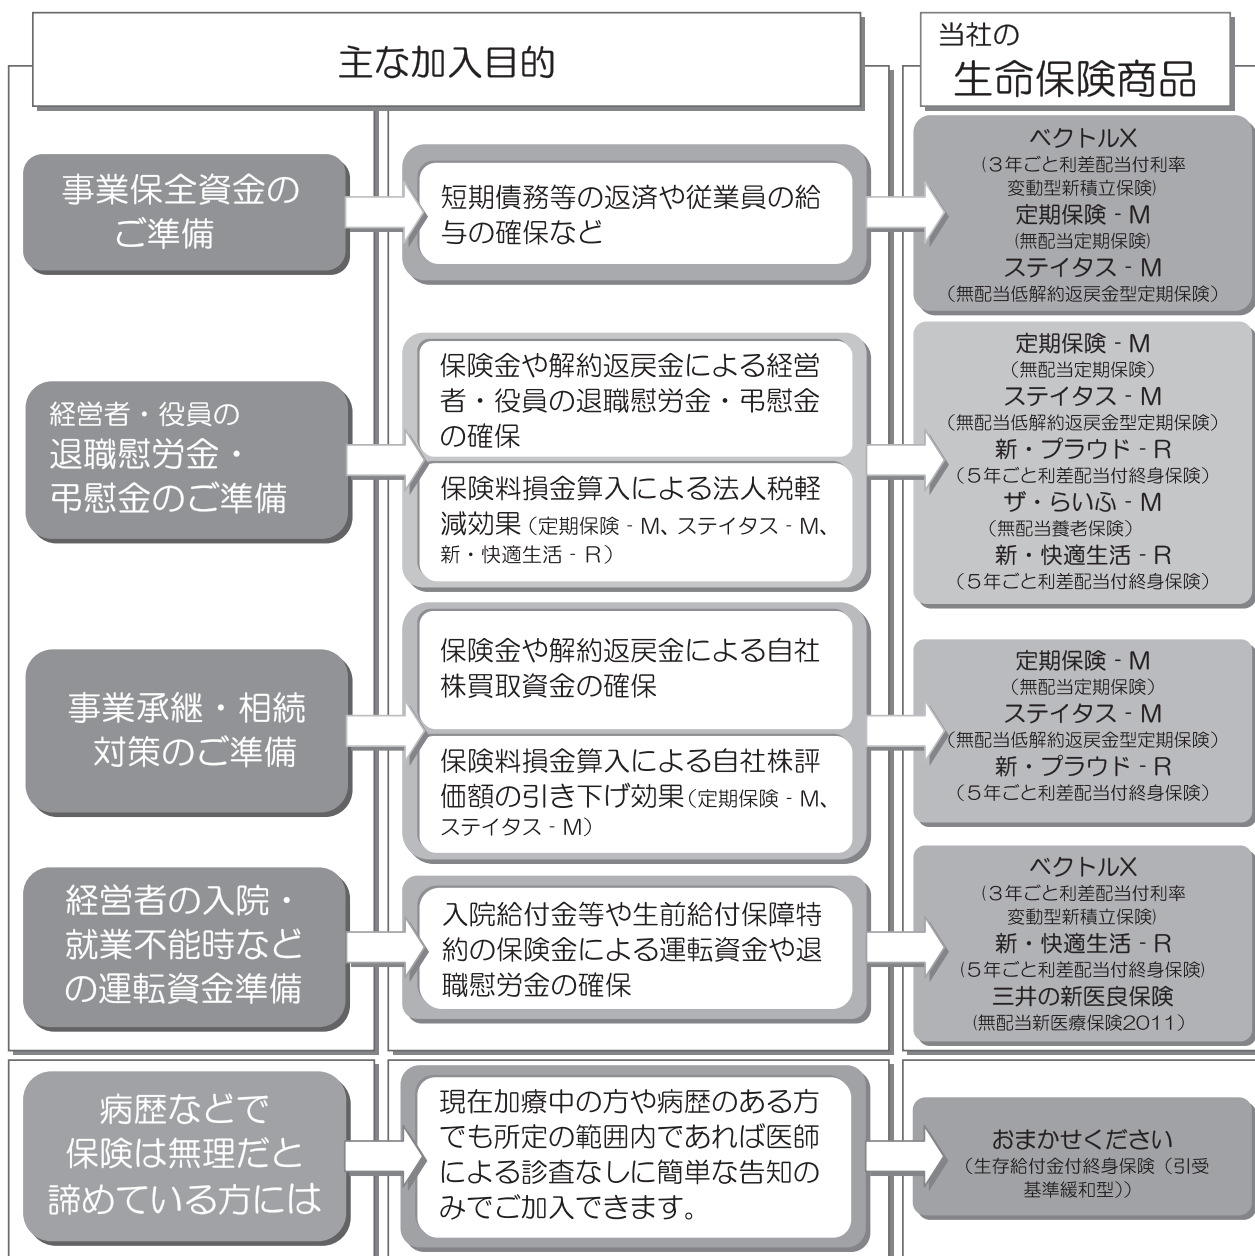 主な加入目的
当社の
生命保険商品
事業保全資金の
ご準備
短期債務等の返済や従業員の給
与の確保など
ベクトルX
(３年ごと利差配当付利率
変動型新積立保険)
定期保険 - M
(無配当定期保険)
ステイタス - M
(無配当低解約返戻金型定期保険)
経営者・役員の
退職慰労金・
弔慰金のご準備
保険金や解約返戻金による経営
者・役員の退職慰労金・弔慰金
の確保
保険料損金算入による法人税軽
減効果（定期保険 - M、ステイタス - M、
新・快適生活 - R）
定期保険 - M
（無配当定期保険）
ステイタス - M
（無配当低解約返戻金型定期保険）
新・プラウド - R
（５年ごと利差配当付終身保険）
ザ・らいふ - M
（無配当養老保険）
新・快適生活 - R
（５年ごと利差配当付終身保険）
事業承継・相続
対策のご準備
保険金や解約返戻金による自社
株買取資金の確保
保険料損金算入による自社株評
価額の引き下げ効果（定期保険 - M、
ステイタス - M）
定期保険 - M
（無配当定期保険）
ステイタス - M
（無配当低解約返戻金型定期保険）
新・プラウド - R
（５年ごと利差配当付終身保険）
経営者の入院・
就業不能時など
の運転資金準備
入院給付金等や生前給付保障特
約の保険金による運転資金や退
職慰労金の確保
ベクトルX
(３年ごと利差配当付利率
変動型新積立保険)
新・快適生活 - R
(５年ごと利差配当付終身保険)
三井の新医良保険
(無配当新医療保険2011）
病歴などで
保険は無理だと
諦めている方には
現在加療中の方や病歴のある方
でも所定の範囲内であれば医師
による診査なしに簡単な告知の
みでご加入できます。
おまかせください
（生存給付金付終身保険（引受
基準緩和型））